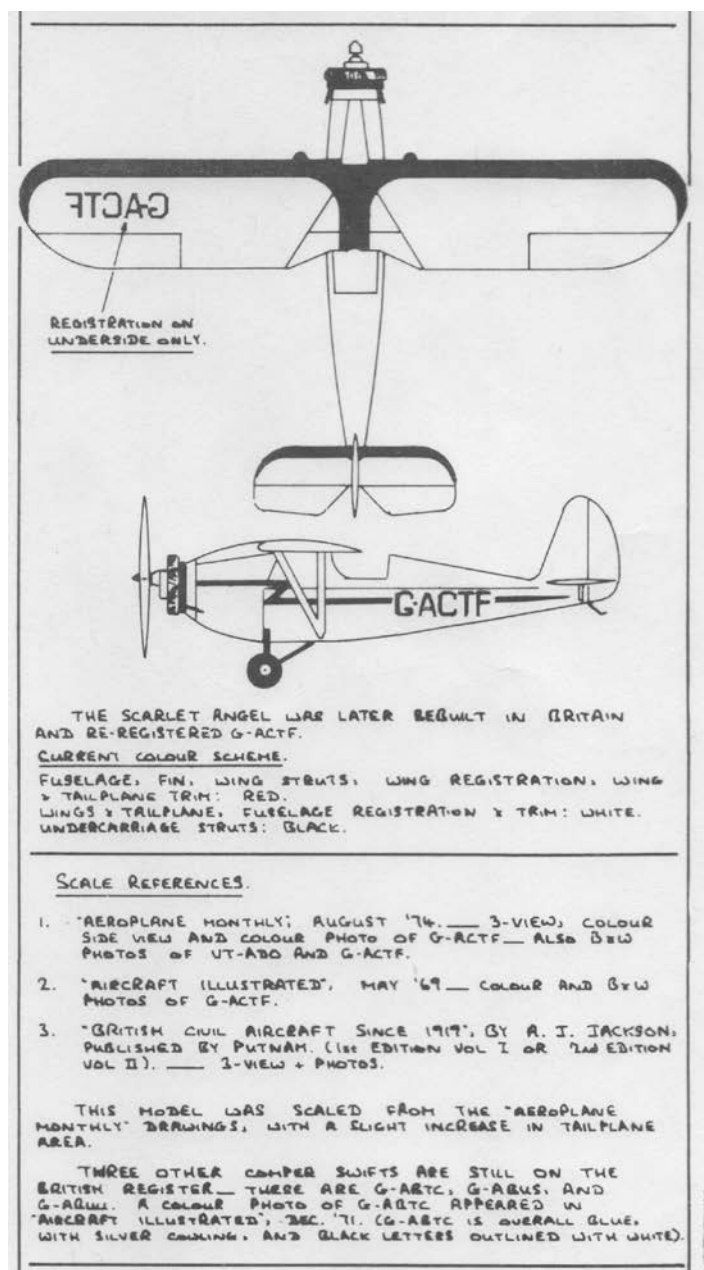 G-ACTF
REGISTRATION ON
UNDERSIDE ONLY.
G-ACTF
THE SCARLET ANGEL WAS LATER REBUILT IN BRITAIN
AND RE-REGISTERED G-ACTF.
CURRENT COLOUR SCHEME.
FUSELAGE, FIN, WING STRUTS, WING REGISTRATION, WING
& TAILPLANE TRIM: RED.
WINGS & TAILPLANE, FUSELAGE REGISTRATION & TRIM: WHITE.
UNDERCARRIAGE STRUTS: BLACK.
SCALE REFERENCES.
1. "AEROPLANE MONTHLY", AUGUST '74. — 3-VIEW, COLOUR
SIDE VIEW AND COLOUR PHOTO OF G-ACTF — ALSO B&W
PHOTOS OF VT-ADO AND G-ACTF.
2. "AIRCRAFT ILLUSTRATED", MAY '69 — COLOUR AND B&W
PHOTOS OF G-ACTF.
3. "BRITISH CIVIL AIRCRAFT SINCE 1919", BY A. J. JACKSON,
PUBLISHED BY PUTNAM. (1st EDITION VOL I OR 2nd EDITION
VOL II). — 3-VIEW + PHOTOS.
THIS MODEL WAS SCALED FROM THE "AEROPLANE
MONTHLY" DRAWINGS, WITH A SLIGHT INCREASE IN TAILPLANE
AREA.
THREE OTHER COMPER SWIFTS ARE STILL ON THE
BRITISH REGISTER — THESE ARE G-ABTC, G-ABUS, AND
G-ABUU. A COLOUR PHOTO OF G-ABTC APPEARED IN
"AIRCRAFT ILLUSTRATED", DEC. '71. (G-ABTC IS OVERALL BLUE,
WITH SILVER COWLING, AND BLACK LETTERS OUTLINED WITH WHITE).